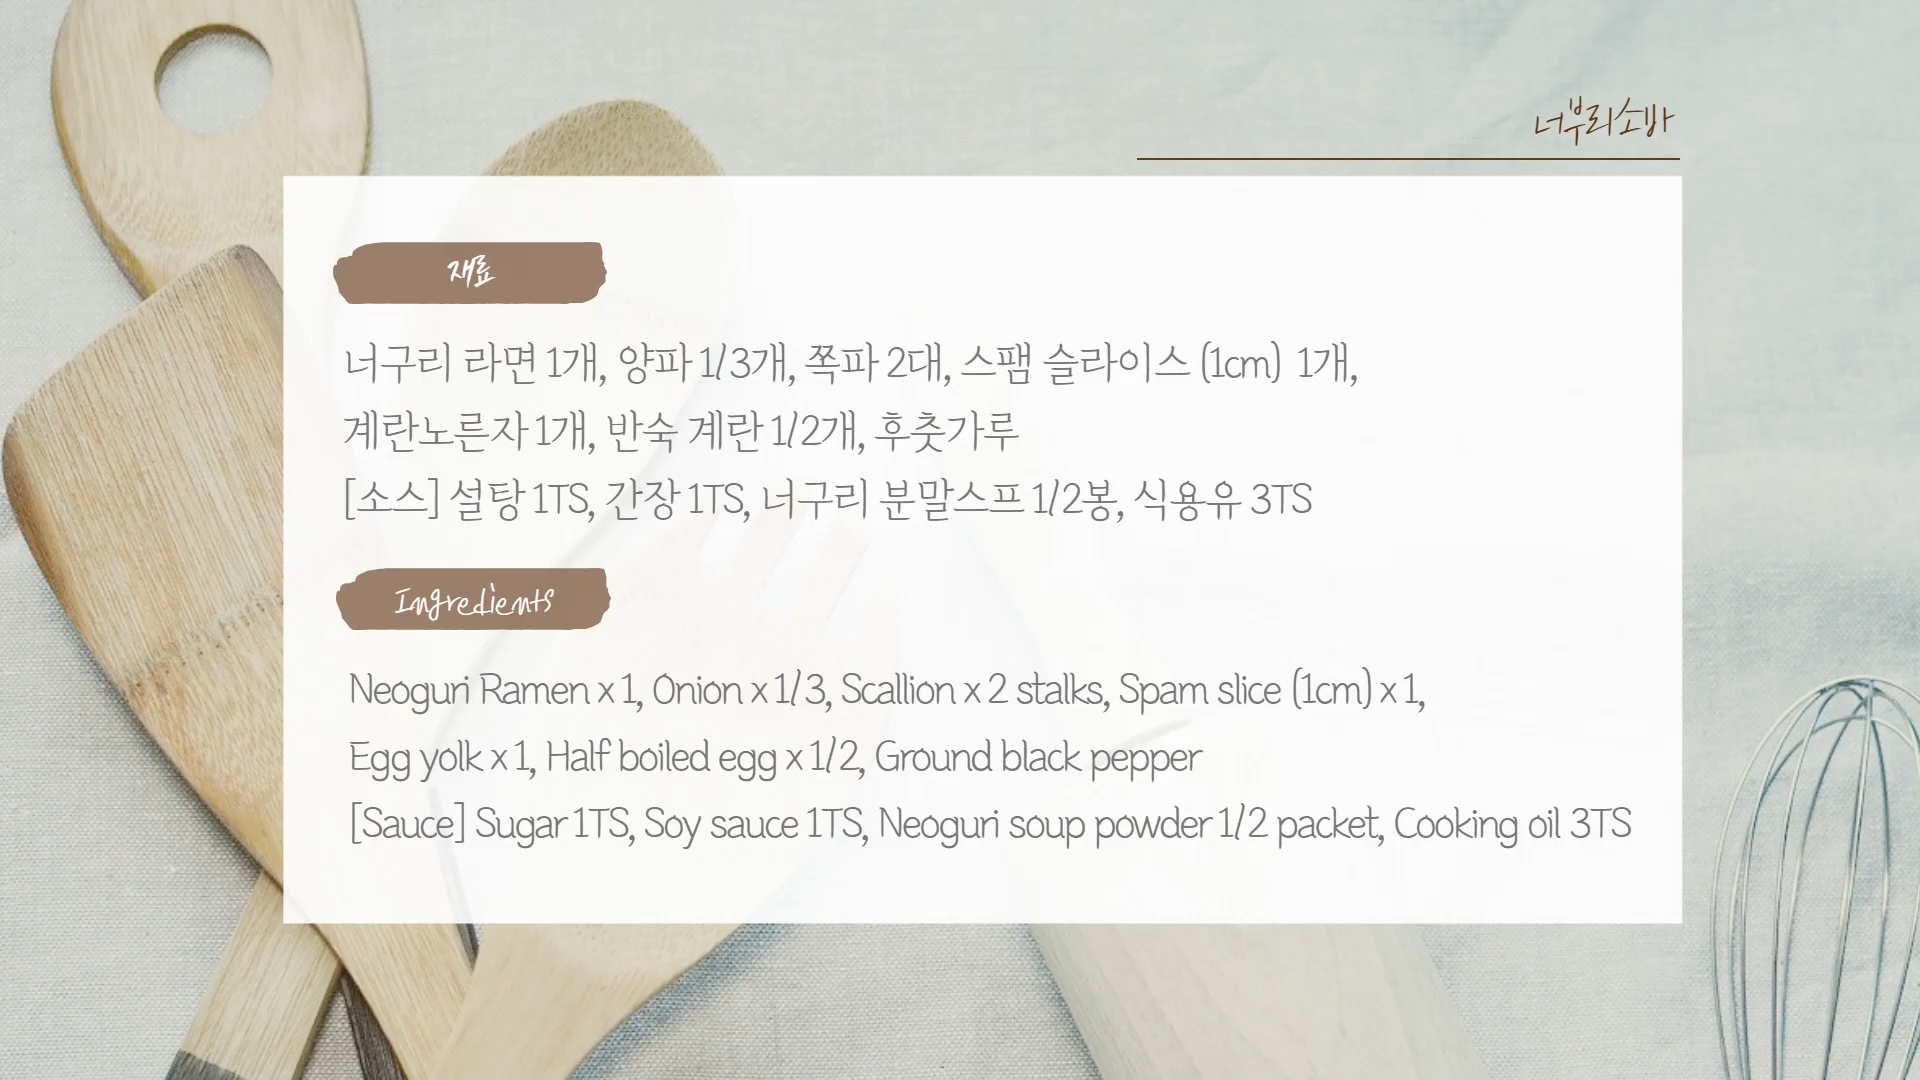 너부리소바
재료
너구리 라면 1개, 양파 1/3개, 쪽파 2대, 스팸 슬라이스 (1cm) 1개,
계란노른자 1개, 반숙 계란 1/2개, 후춧가루
[소스] 설탕 1TS, 간장 1TS, 너구리 분말스프 1/2봉, 식용유 3TS
Ingredients
Neoguri Ramen x 1, Onion x 1/3, Scallion x 2 stalks, Spam slice (1cm) x 1,
Egg yolk x 1, Half boiled egg x 1/2, Ground black pepper
[Sauce] Sugar 1TS, Soy sauce 1TS, Neoguri soup powder 1/2 packet, Cooking oil 3TS